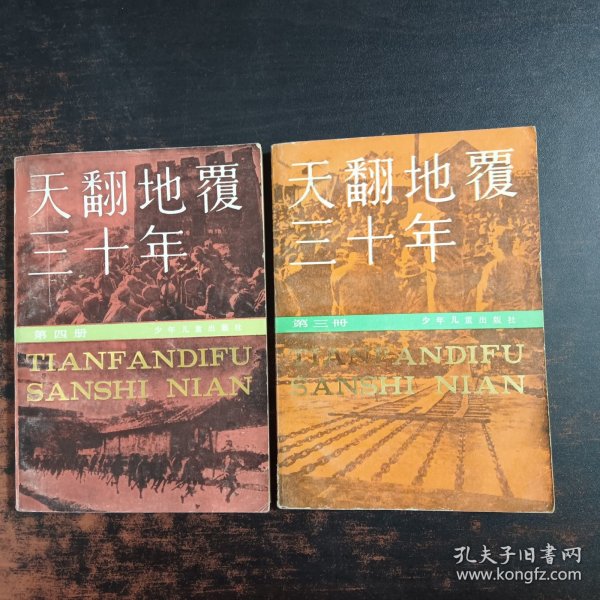 天翻地覆
三十年
第四册
少年儿童出版社
TIANFANDIFU
SANSHI NIAN
天翻地覆
三十年
第三册
少年儿童出版社
TIANFANDIFU
SANSHI NIAN
孔夫子旧書网
www.kongfz.com